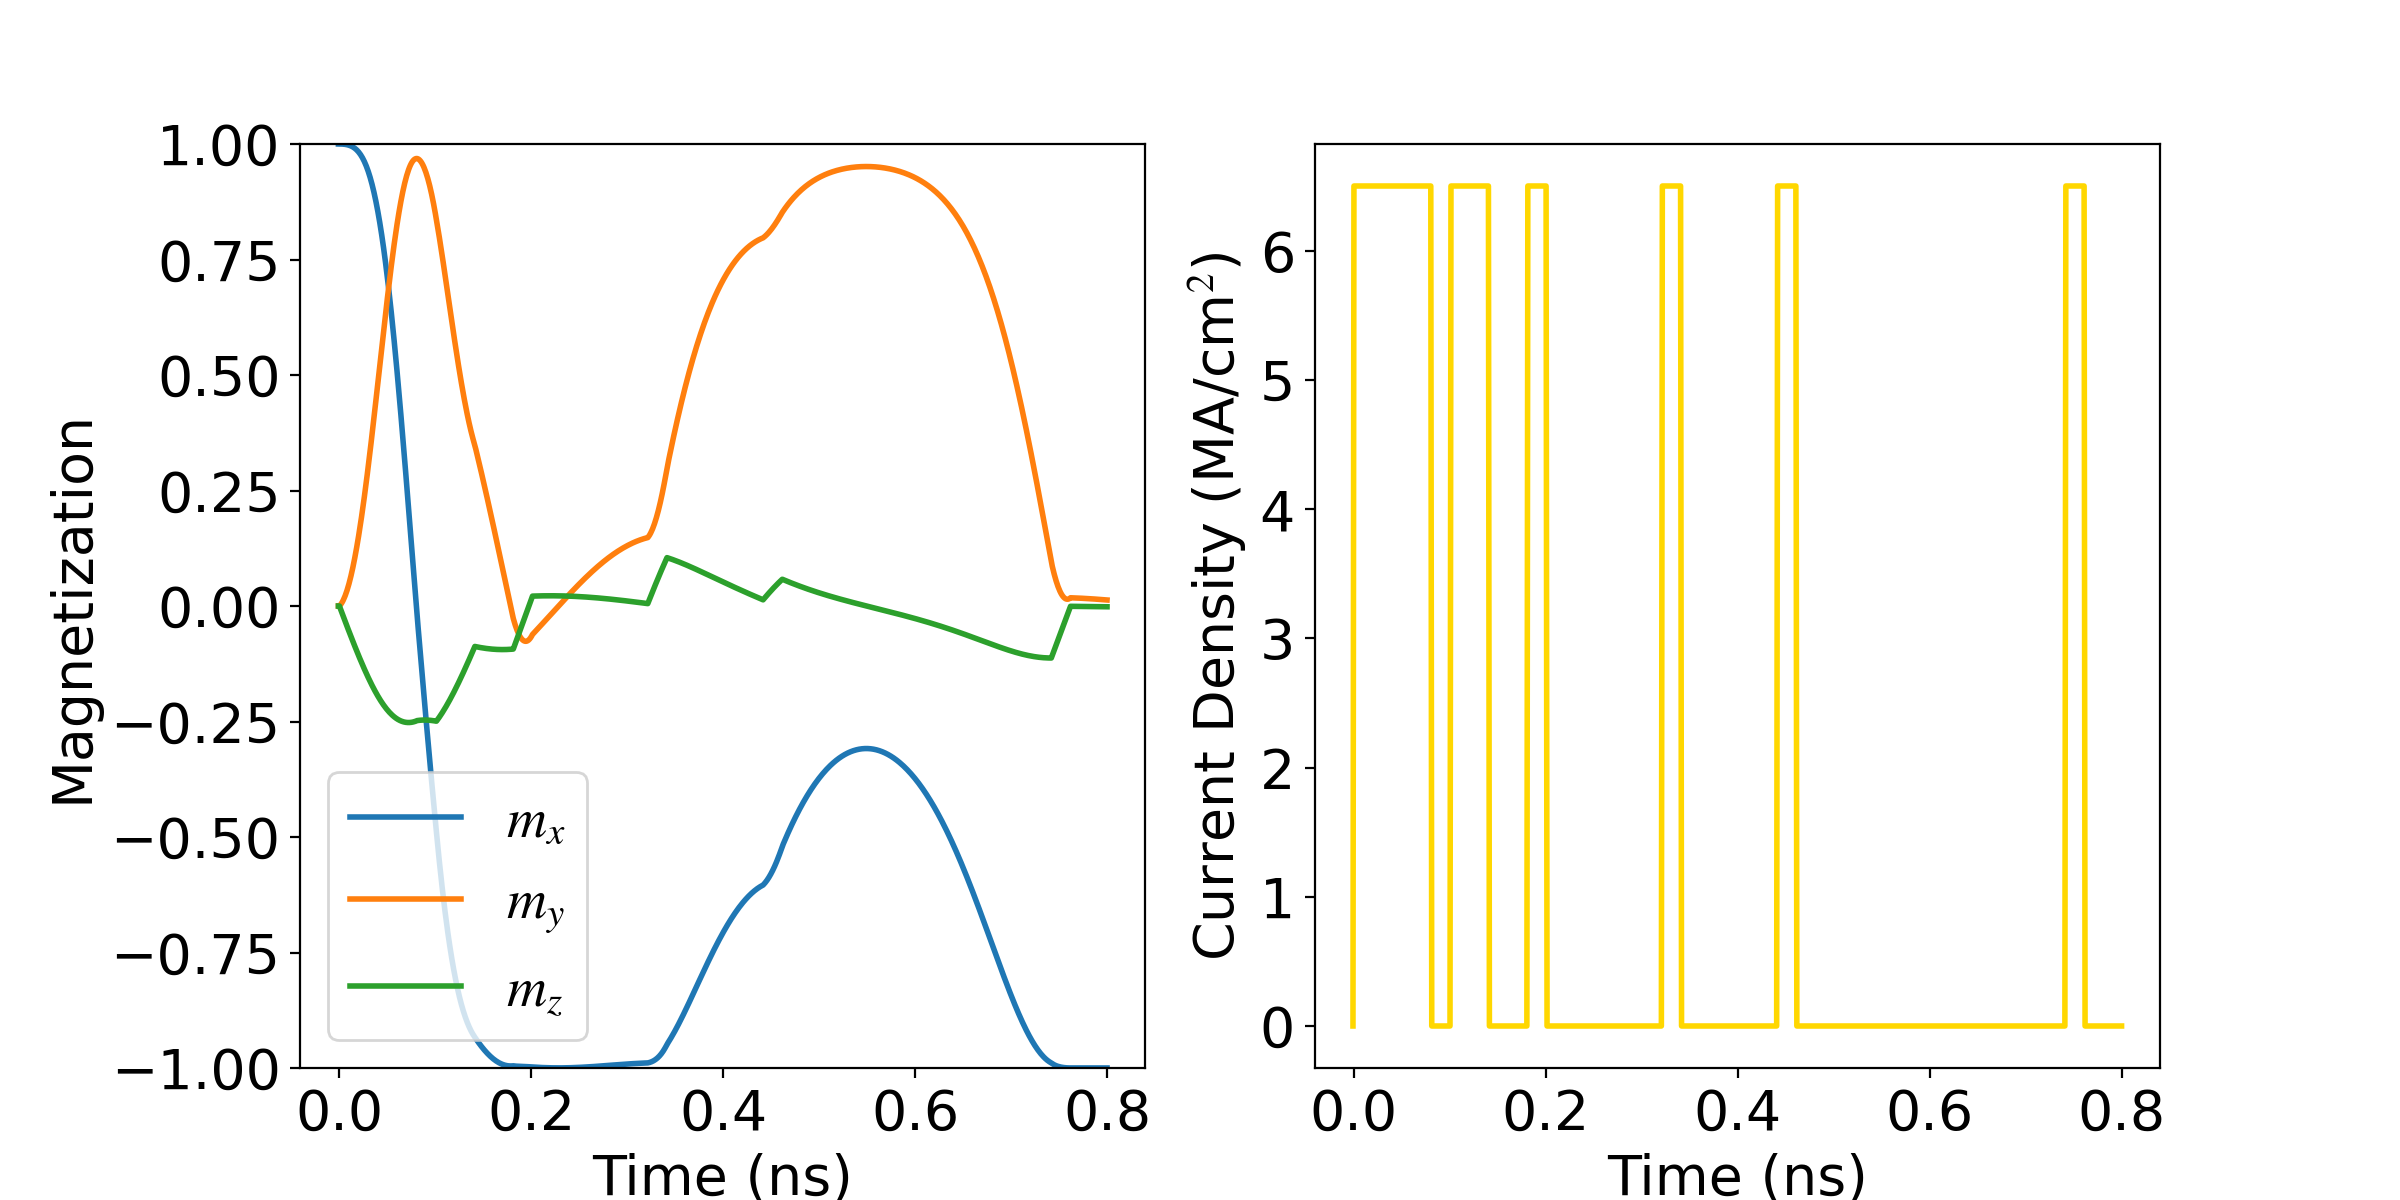 Magnetization
1.00
0.75
0.50
0.25
0.00
−0.25
−0.50
−0.75
−1.00
m_x
m_y
m_z
0.0 0.2 0.4 0.6 0.8
Time (ns)
Current Density (MA/cm²)
6
5
4
3
2
1
0
0.0 0.2 0.4 0.6 0.8
Time (ns)